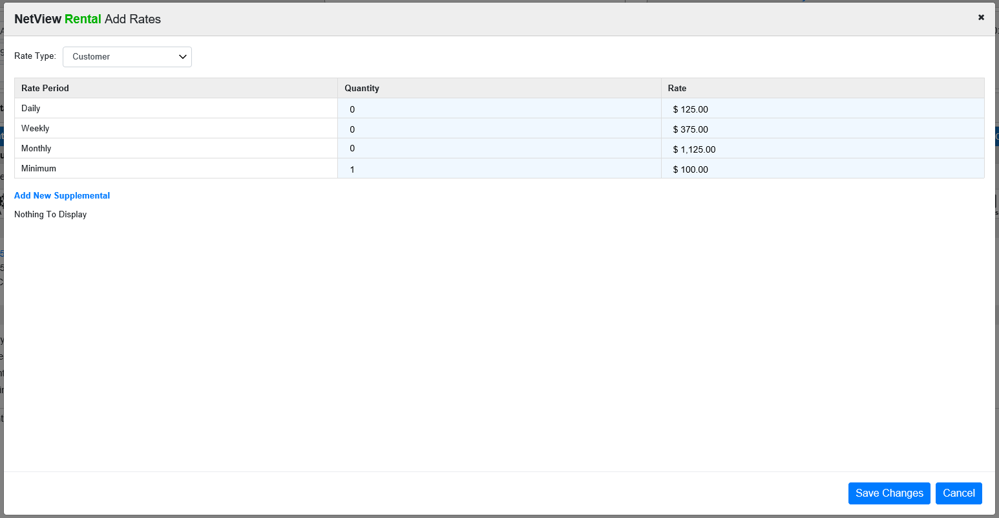 NetView Rental Add Rates ✖
Rate Type: Customer
Rate Period Quantity Rate
Daily 0 $ 125.00
Weekly 0 $ 375.00
Monthly 0 $ 1,125.00
Minimum 1 $ 100.00
Add New Supplemental
Nothing To Display
Save Changes Cancel